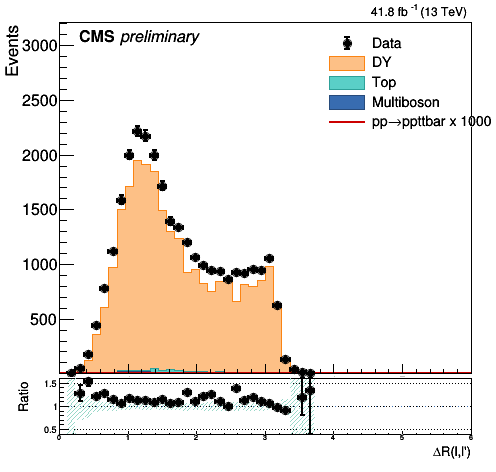 41.8 fb⁻¹ (13 TeV)
CMS preliminary
Events
3000
2500
2000
1500
1000
500
Data
DY
Top
Multiboson
pp→ppttbar x 1000
Ratio
1.5
1
0.5
0 1 2 3 4 5 6
ΔR(l,l')